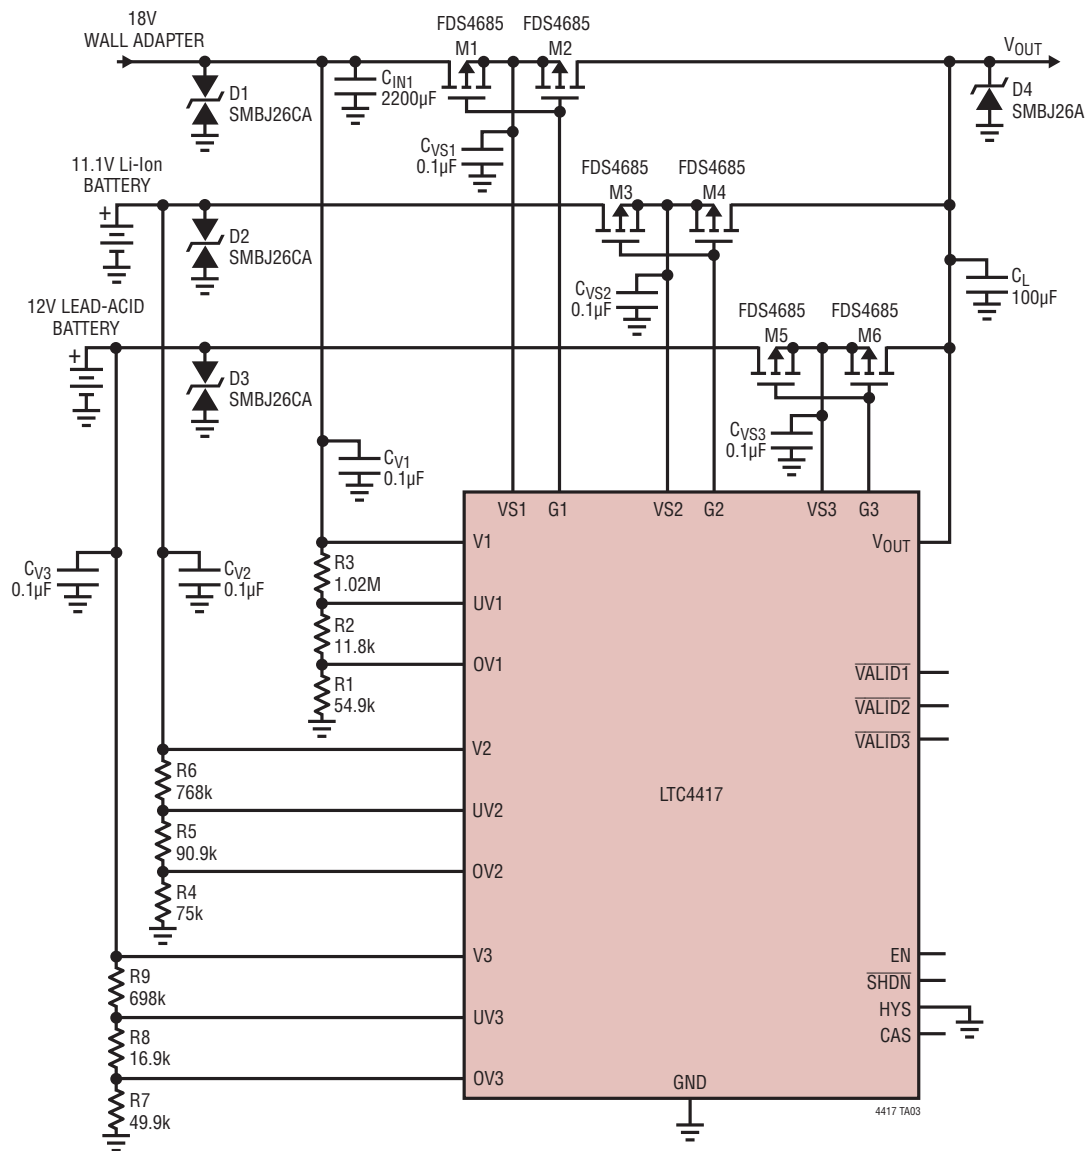 18V
WALL ADAPTER
FDS4685
M1
FDS4685
M2
VOUT
D1
SMBJ26CA
CIN1
2200µF
D4
SMBJ26A
CVS1
0.1µF
11.1V Li-Ion
BATTERY
+
FDS4685
M3
FDS4685
M4
D2
SMBJ26CA
CVS2
0.1µF
CL
100µF
12V LEAD-ACID
BATTERY
+
FDS4685
M5
FDS4685
M6
D3
SMBJ26CA
CVS3
0.1µF
CV1
0.1µF
VS1 G1 VS2 G2 VS3 G3
V1
VOUT
CV3
0.1µF
CV2
0.1µF
R3
1.02M
UV1
R2
11.8k
OV1
R1
54.9k
VALID1
VALID2
VALID3
V2
R6
768k
LTC4417
UV2
R5
90.9k
OV2
R4
75k
V3
EN
R9
698k
SHDN
HYS
UV3
CAS
R8
16.9k
OV3
GND
R7
49.9k
4417 TA03